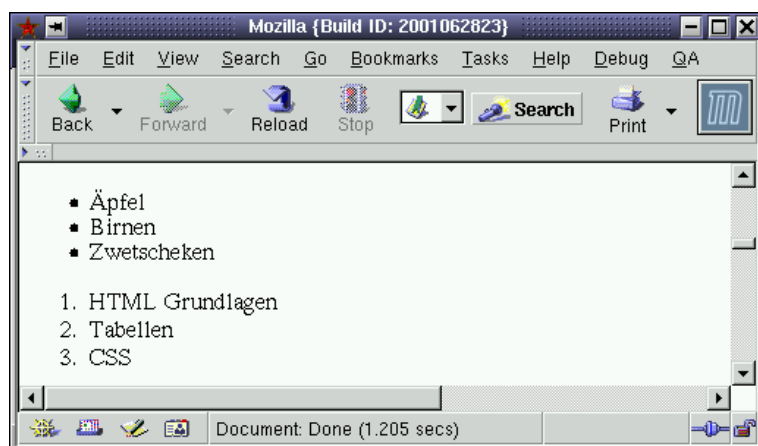 Mozilla {Build ID: 2001062823}
File Edit View Search Go Bookmarks Tasks Help Debug QA
Back Forward Reload Stop Search Print
• Äpfel
• Birnen
• Zwetscheken
1. HTML Grundlagen
2. Tabellen
3. CSS
Document: Done (1.205 secs)